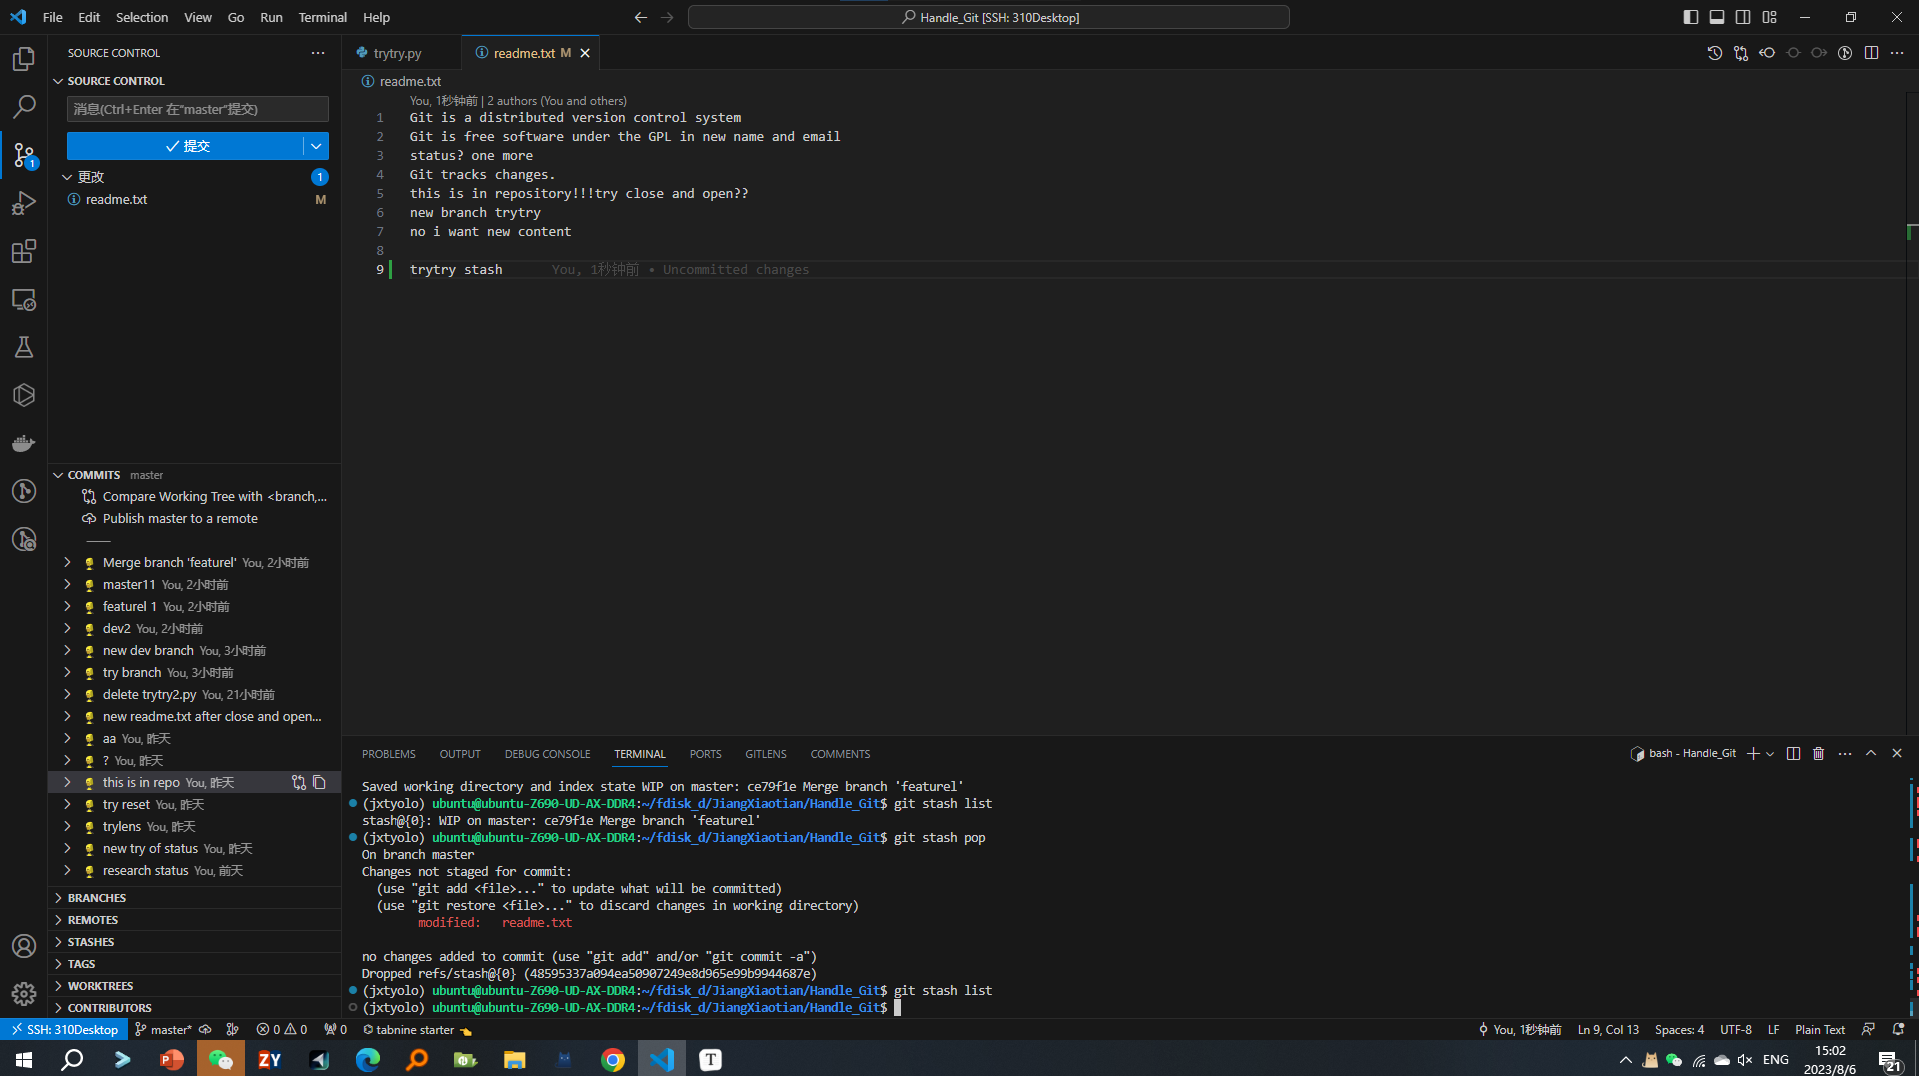 File Edit Selection View Go Run Terminal Help
Handle_Git [SSH: 310Desktop]
SOURCE CONTROL
SOURCE CONTROL
消息(Ctrl+Enter 在"master"提交)
提交
更改 1
readme.txt M
1
COMMITS master
Compare Working Tree with <branch,...
Publish master to a remote
Merge branch 'featurel' You, 2小时前
master11 You, 2小时前
featurel 1 You, 2小时前
dev2 You, 2小时前
new dev branch You, 3小时前
try branch You, 3小时前
delete trytry2.py You, 21小时前
new readme.txt after close and open...
aa You, 昨天
? You, 昨天
this is in repo You, 昨天
try reset You, 昨天
trylens You, 昨天
new try of status You, 昨天
research status You, 前天
BRANCHES
REMOTES
STASHES
TAGS
WORKTREES
CONTRIBUTORS
trytry.py
readme.txt M
readme.txt
You, 1秒钟前 | 2 authors (You and others)
1 Git is a distributed version control system
2 Git is free software under the GPL in new name and email
3 status? one more
4 Git tracks changes.
5 this is in repository!!!try close and open??
6 new branch trytry
7 no i want new content
8
9 trytry stash You, 1秒钟前 • Uncommitted changes
PROBLEMS OUTPUT DEBUG CONSOLE TERMINAL PORTS GITLENS COMMENTS
bash - Handle_Git
Saved working directory and index state WIP on master: ce79f1e Merge branch 'featurel'
(jxtyolo) ubuntu@ubuntu-Z690-UD-AX-DDR4:~/fdisk_d/JiangXiaotian/Handle_Git$ git stash list
stash@{0}: WIP on master: ce79f1e Merge branch 'featurel'
(jxtyolo) ubuntu@ubuntu-Z690-UD-AX-DDR4:~/fdisk_d/JiangXiaotian/Handle_Git$ git stash pop
On branch master
Changes not staged for commit:
(use "git add <file>..." to update what will be committed)
(use "git restore <file>..." to discard changes in working directory)
modified: readme.txt
no changes added to commit (use "git add" and/or "git commit -a")
Dropped refs/stash@{0} (48595337a094ea50907249e8d965e99b9944687e)
(jxtyolo) ubuntu@ubuntu-Z690-UD-AX-DDR4:~/fdisk_d/JiangXiaotian/Handle_Git$ git stash list
(jxtyolo) ubuntu@ubuntu-Z690-UD-AX-DDR4:~/fdisk_d/JiangXiaotian/Handle_Git$
SSH: 310Desktop master* 0 0 0 tabnine starter
You, 1秒钟前 Ln 9, Col 13 Spaces: 4 UTF-8 LF Plain Text
P ZY T
ENG
15:02
2023/8/6
21